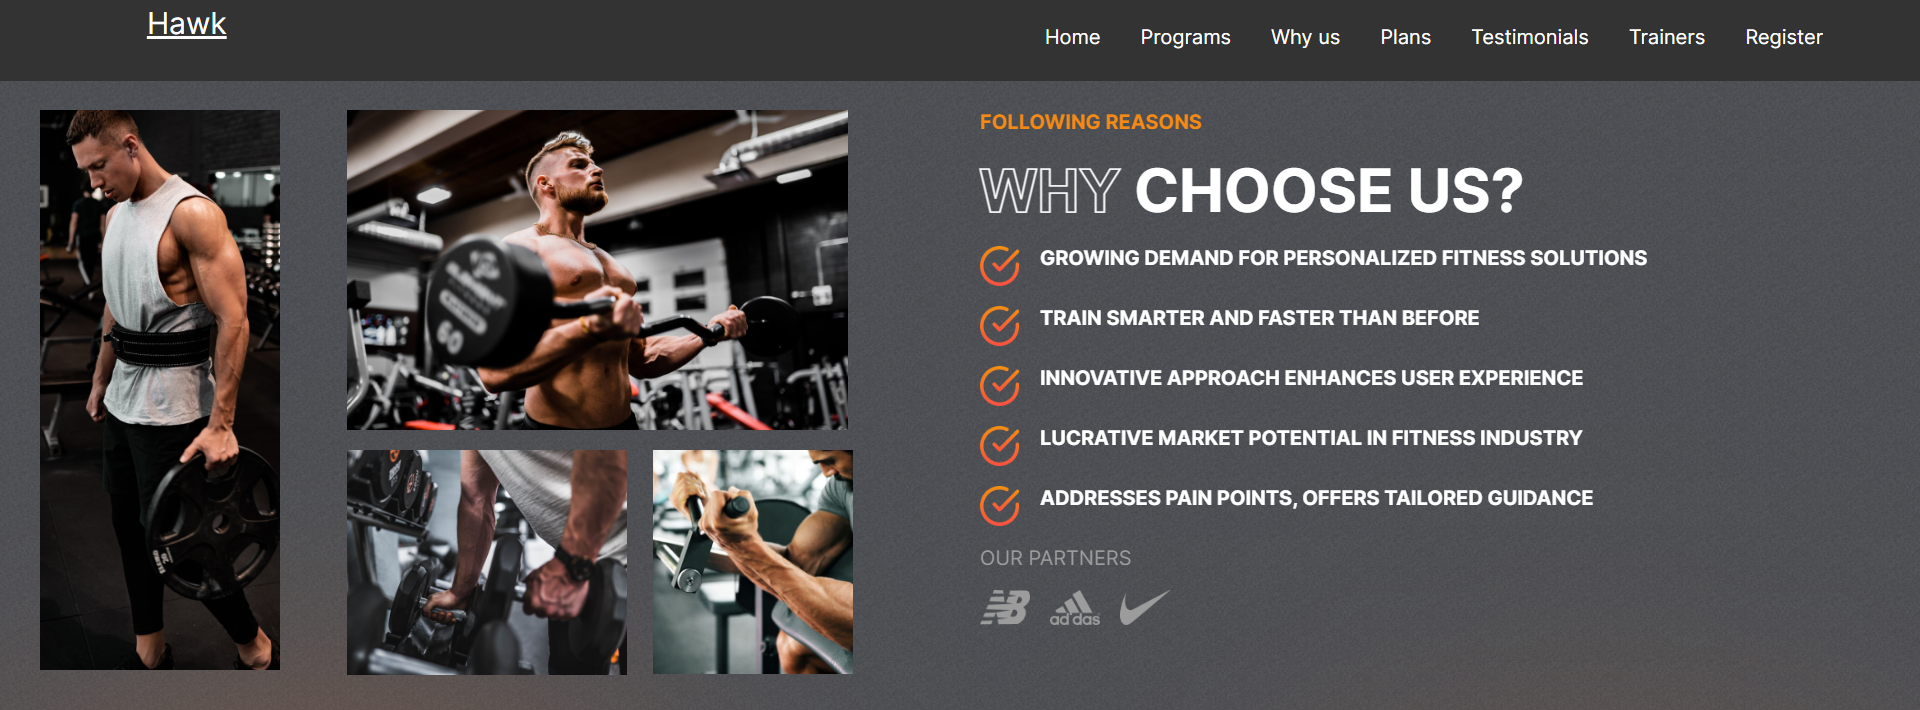 Hawk
Home Programs Why us Plans Testimonials Trainers Register
FOLLOWING REASONS
WHY CHOOSE US?
GROWING DEMAND FOR PERSONALIZED FITNESS SOLUTIONS
TRAIN SMARTER AND FASTER THAN BEFORE
INNOVATIVE APPROACH ENHANCES USER EXPERIENCE
LUCRATIVE MARKET POTENTIAL IN FITNESS INDUSTRY
ADDRESSES PAIN POINTS, OFFERS TAILORED GUIDANCE
60
OUR PARTNERS
NB
adidas